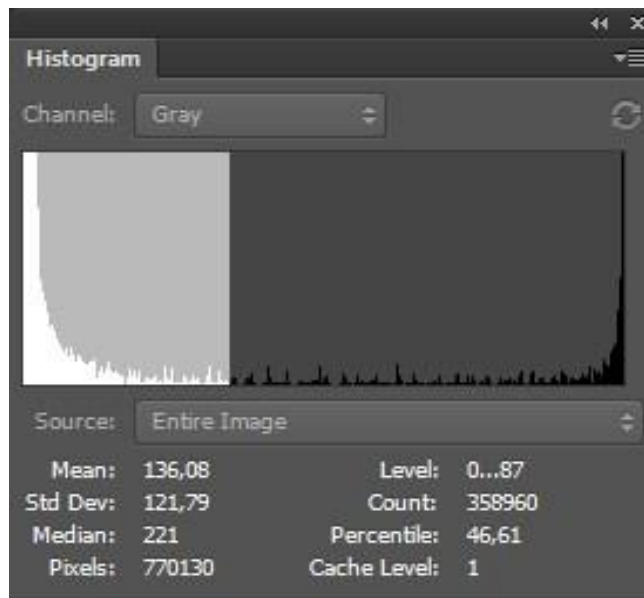 Histogram
Channel: Gray
Source: Entire Image
Mean: 136,08 Level: 0...87
Std Dev: 121,79 Count: 358960
Median: 221 Percentile: 46,61
Pixels: 770130 Cache Level: 1